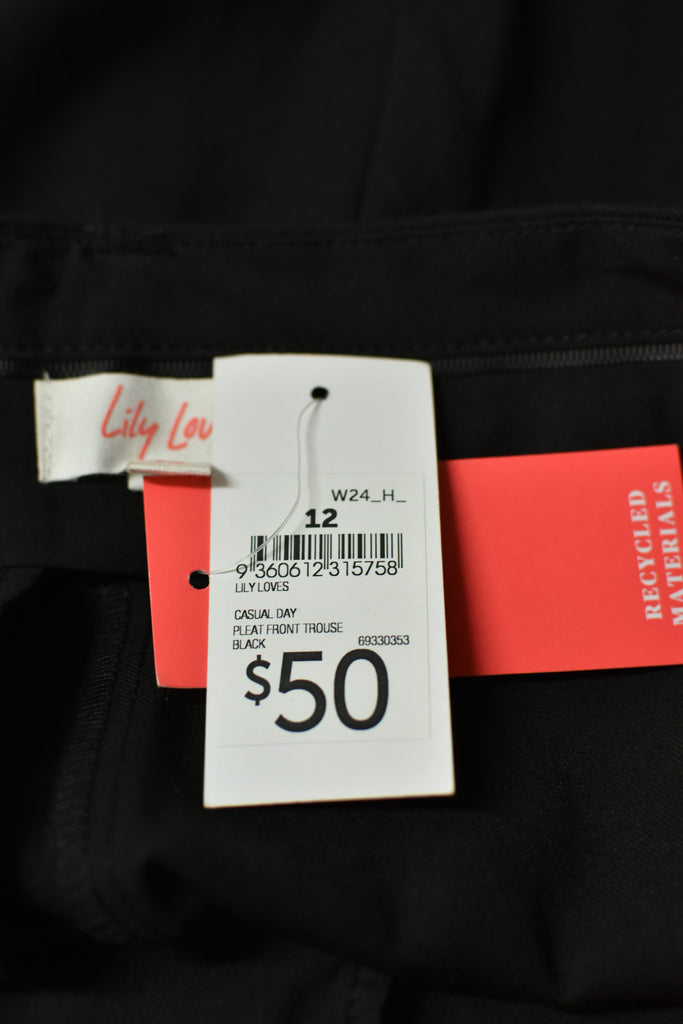 Lily Lov
W24_H_
12
9 360612 315758
LILY LOVES
CASUAL DAY
PLEAT FRONT TROUSE
BLACK 69330353
$50
RECYCLED
MATERIALS